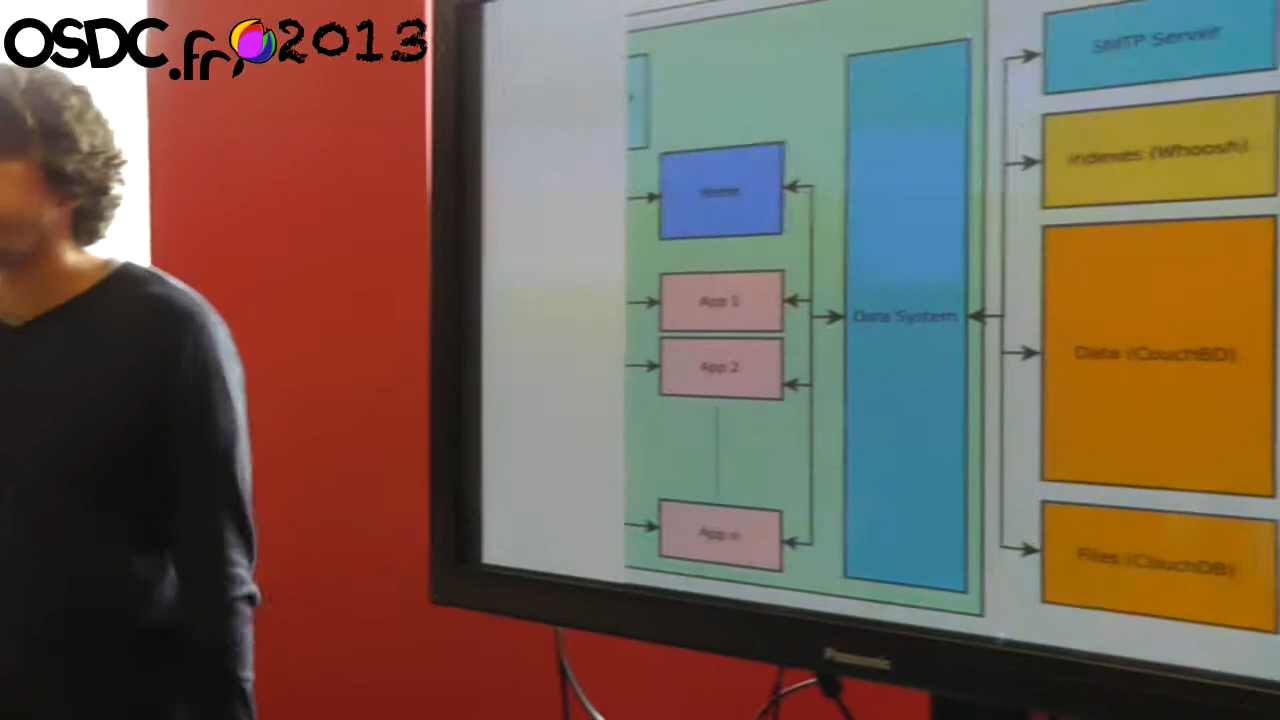 OSDC.fr 2013
SMTP Server
Home
Indexes (Whoosh)
App 1
Data System
Data (CouchBD)
App 2
App n
Files (CouchDB)
Panasonic